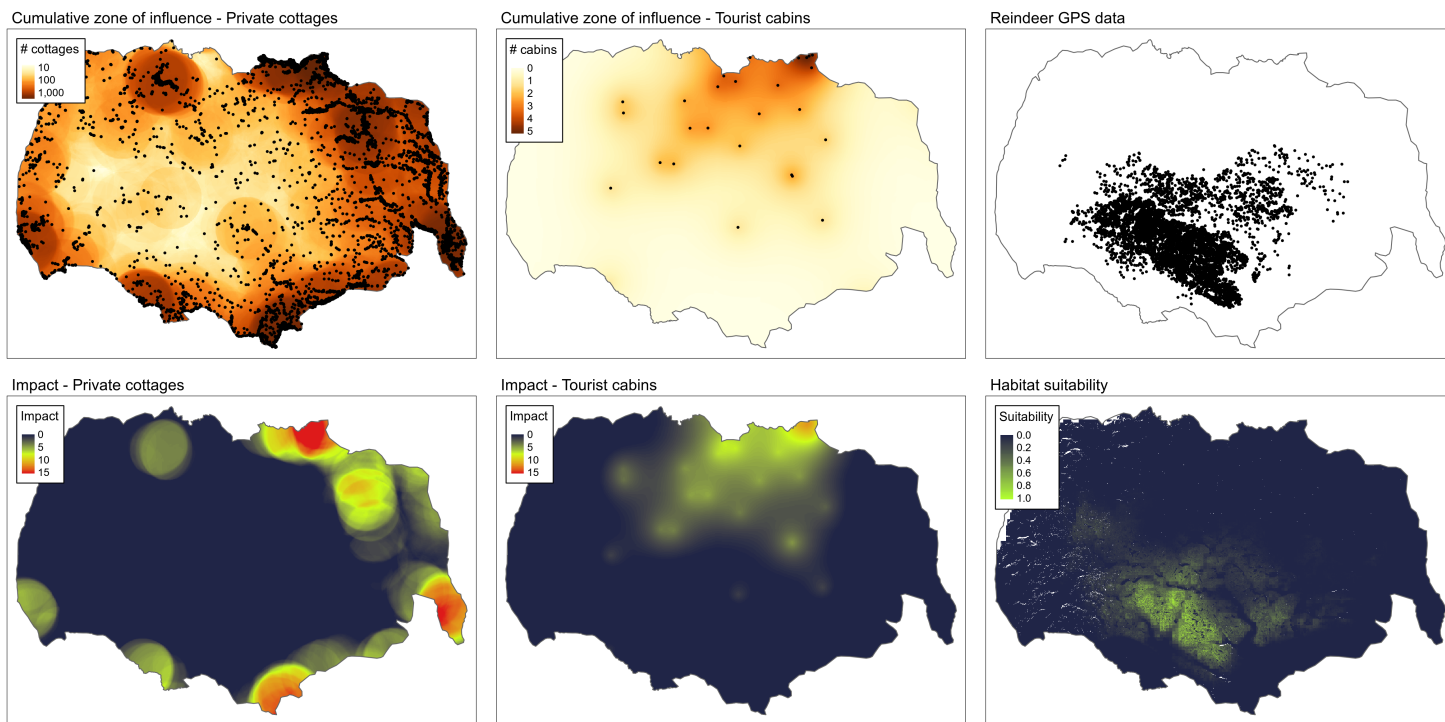 Cumulative zone of influence - Private cottages
# cottages
10
100
1,000
Cumulative zone of influence - Tourist cabins
# cabins
0
1
2
3
4
5
Reindeer GPS data
Impact - Private cottages
Impact
0
5
10
15
Impact - Tourist cabins
Impact
0
5
10
15
Habitat suitability
Suitability
0.0
0.2
0.4
0.6
0.8
1.0